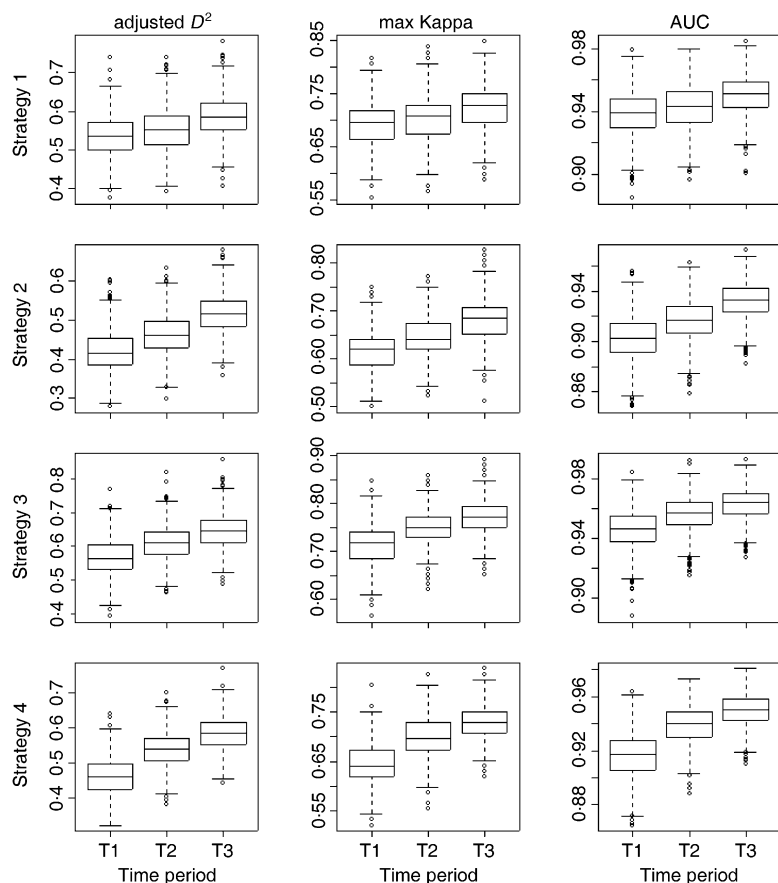 adjusted D² max Kappa AUC
Strategy 1
0·4 0·5 0·6 0·7
0·55 0·65 0·75 0·85
0·90 0·94 0·98
Strategy 2
0·3 0·4 0·5 0·6
0·50 0·60 0·70 0·80
0·86 0·90 0·94
Strategy 3
0·4 0·5 0·6 0·7 0·8
0·60 0·70 0·80 0·90
0·90 0·94 0·98
Strategy 4
0·4 0·5 0·6 0·7
0·55 0·65 0·75
0·88 0·92 0·96
T1 T2 T3 T1 T2 T3 T1 T2 T3
Time period Time period Time period